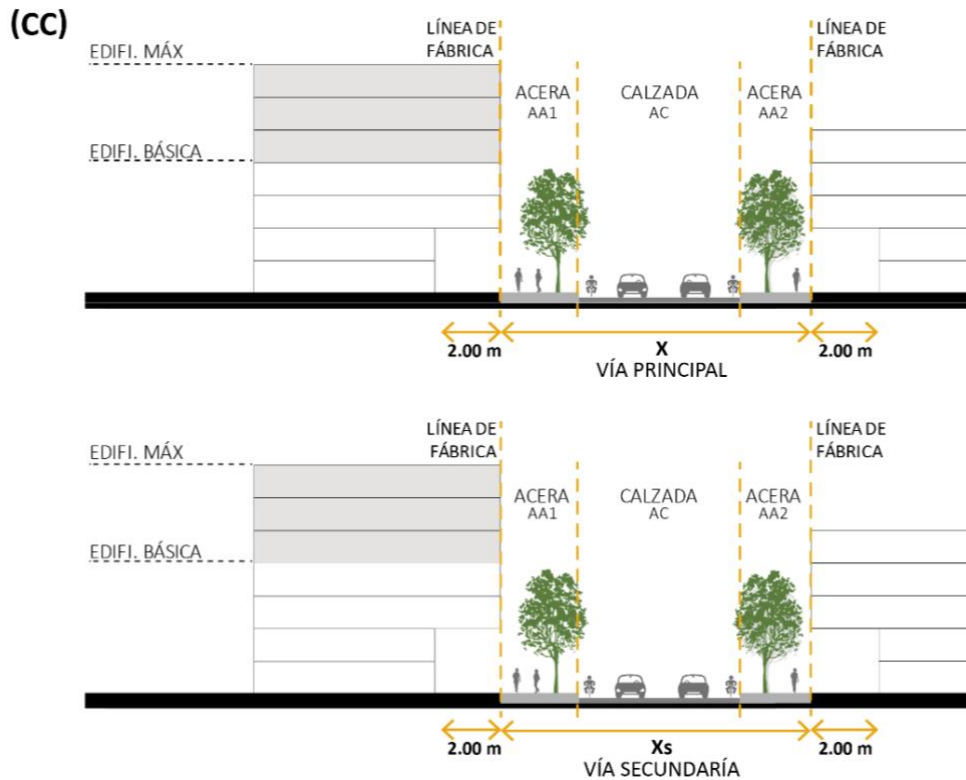 (CC)
LÍNEA DE
FÁBRICA
LÍNEA DE
FÁBRICA
EDIFI. MÁX
ACERA
AA1
CALZADA
AC
ACERA
AA2
EDIFI. BÁSICA
2.00 m
X
2.00 m
VÍA PRINCIPAL
LÍNEA DE
FÁBRICA
LÍNEA DE
FÁBRICA
EDIFI. MÁX
ACERA
AA1
CALZADA
AC
ACERA
AA2
EDIFI. BÁSICA
2.00 m
Xs
2.00 m
VÍA SECUNDARÍA